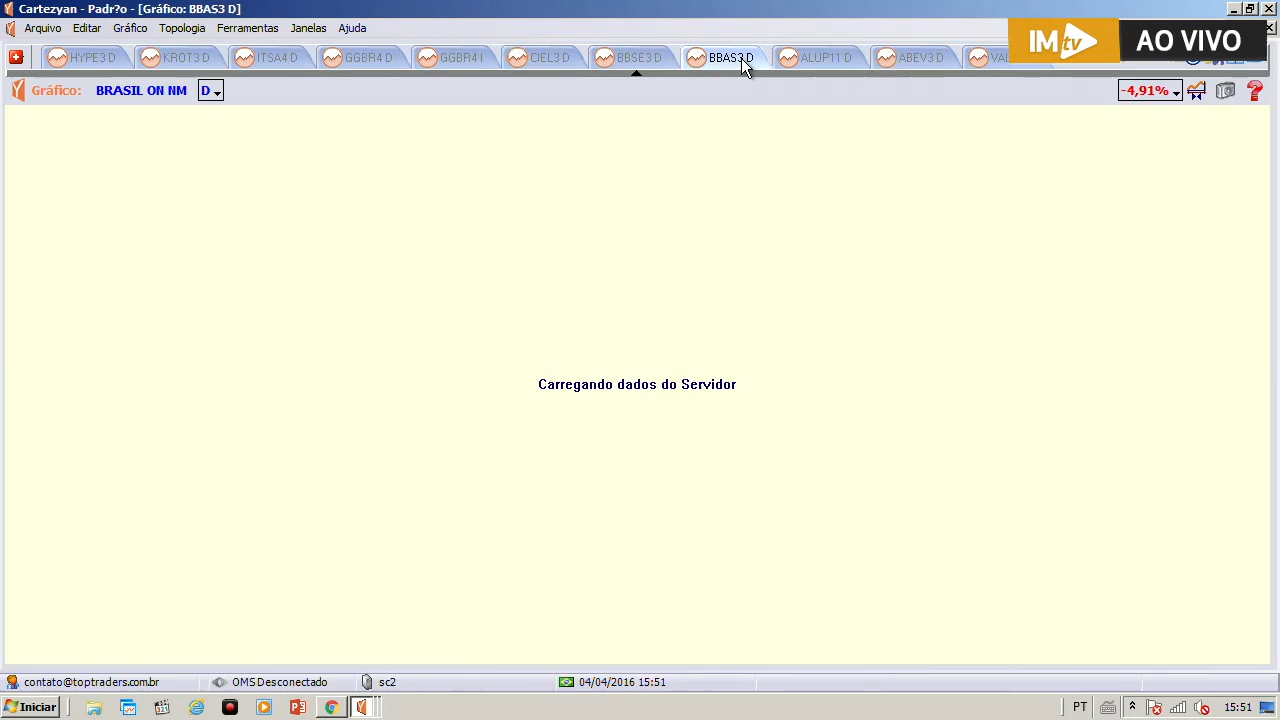 Cartezyan - Padr?o - [Gráfico: BBAS3 D]
Arquivo Editar Gráfico Topologia Ferramentas Janelas Ajuda
IMtv AO VIVO
HYPE3 D KROT3 D ITSA4 D GGBR4 D GGBR4 I CIEL3 D BBSE3 D BBAS3 D ALUP11 D ABEV3 D
Gráfico: BRASIL ON NM D -4,91%
Carregando dados do Servidor
contato@toptraders.com.br OMS Desconectado sc2 04/04/2016 15:51
Iniciar 321 PT 15:51